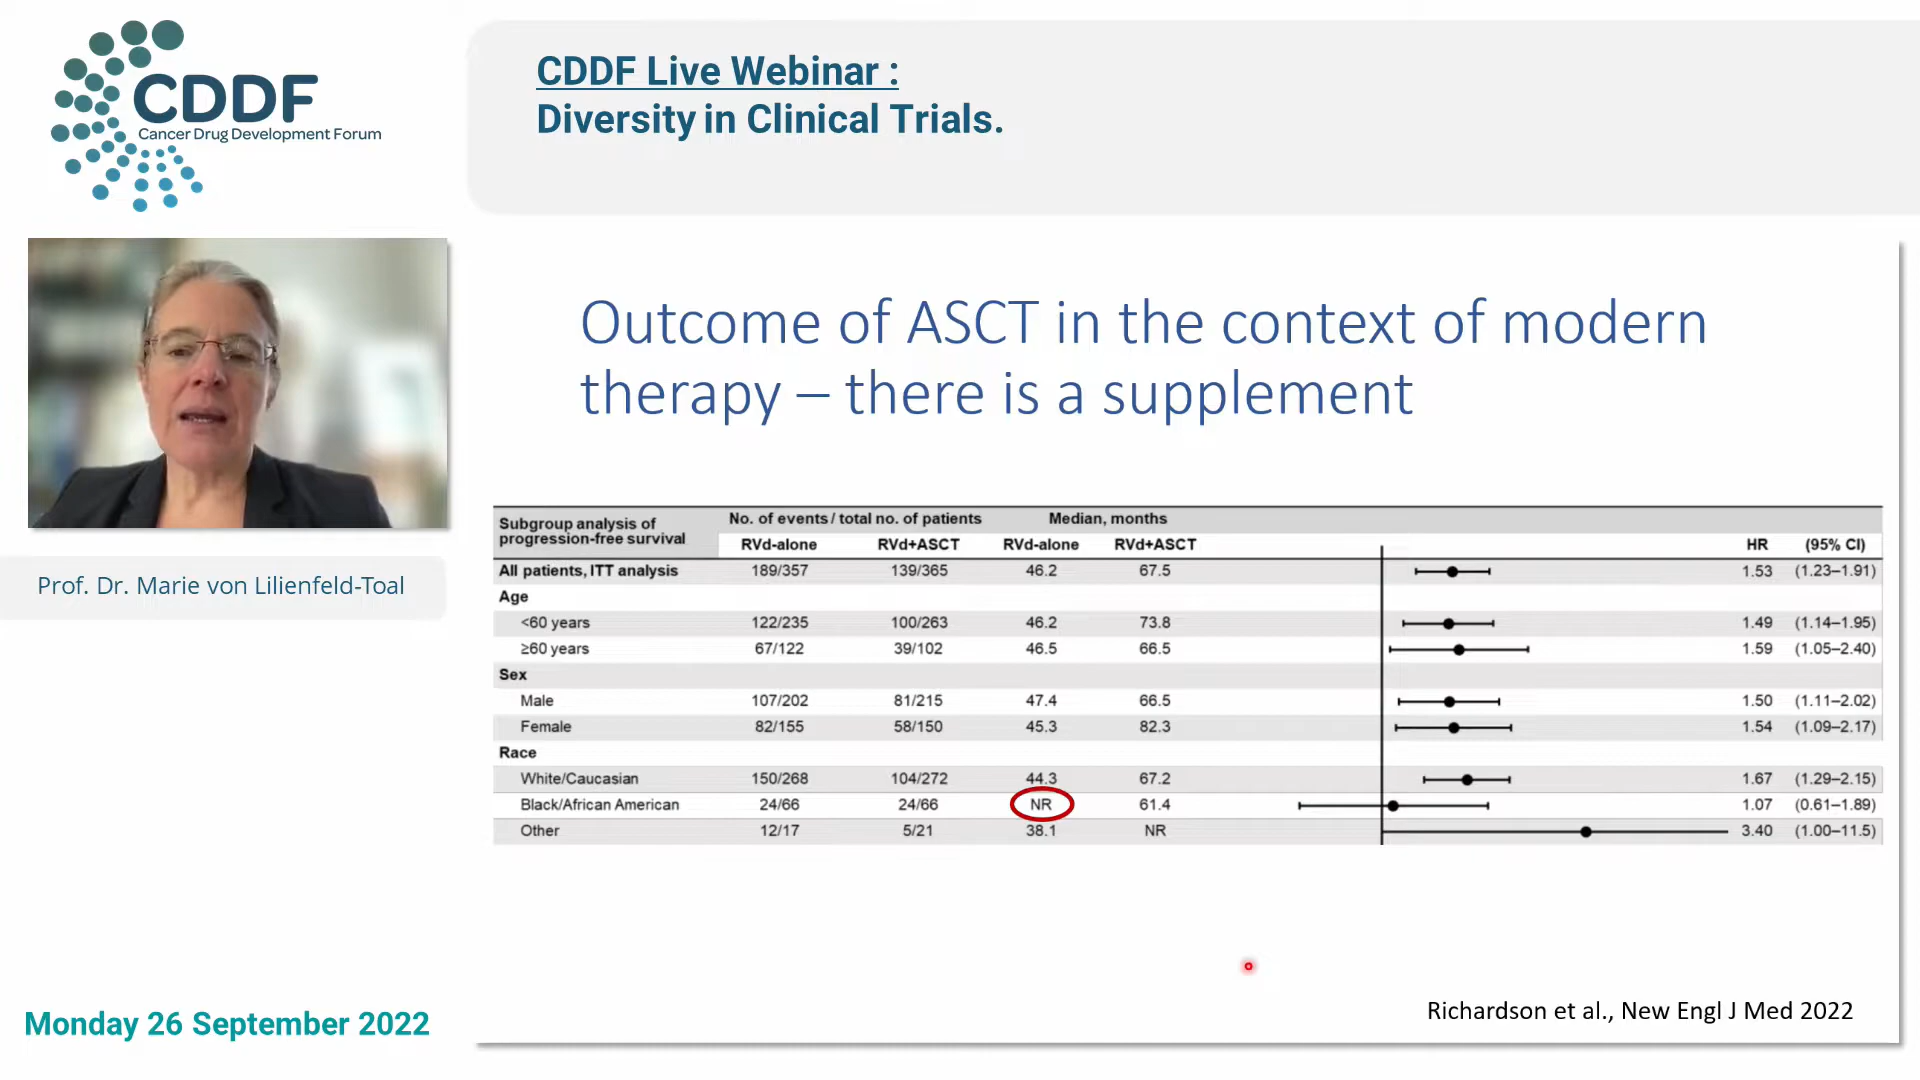 CDDF
Cancer Drug Development Forum
CDDF Live Webinar :
Diversity in Clinical Trials.
Prof. Dr. Marie von Lilienfeld-Toal
Monday 26 September 2022
Outcome of ASCT in the context of modern
therapy – there is a supplement
Subgroup analysis of progression-free survival No. of events / total no. of patients Median, months
RVd-alone RVd+ASCT RVd-alone RVd+ASCT HR (95% CI)
All patients, ITT analysis 189/357 139/365 46.2 67.5 1.53 (1.23–1.91)
Age
<60 years 122/235 100/263 46.2 73.8 1.49 (1.14–1.95)
≥60 years 67/122 39/102 46.5 66.5 1.59 (1.05–2.40)
Sex
Male 107/202 81/215 47.4 66.5 1.50 (1.11–2.02)
Female 82/155 58/150 45.3 82.3 1.54 (1.09–2.17)
Race
White/Caucasian 150/268 104/272 44.3 67.2 1.67 (1.29–2.15)
Black/African American 24/66 24/66 NR 61.4 1.07 (0.61–1.89)
Other 12/17 5/21 38.1 NR 3.40 (1.00–11.5)
Richardson et al., New Engl J Med 2022